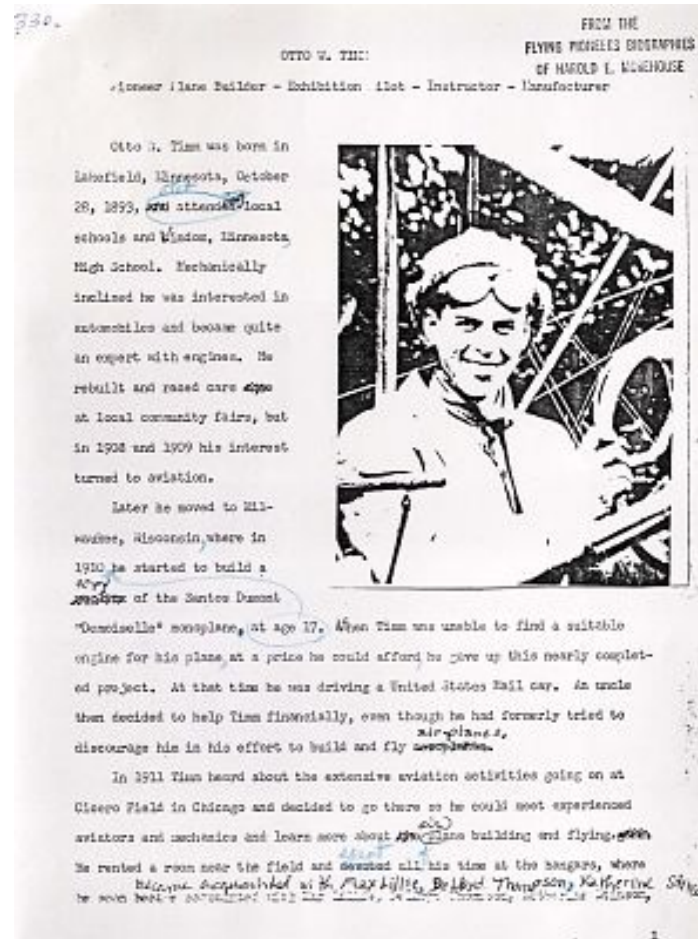 330.
FROM THE
FLYING PIONEERS BIOGRAPHIES
OF HAROLD E. MOREHOUSE
OTTO W. TIMM
Pioneer Plane Builder - Exhibition Pilot - Instructor - Manufacturer
Otto W. Timm was born in
Lakefield, Minnesota, October
28, 1893, attended local
schools and Windom, Minnesota
High School. Mechanically
inclined he was interested in
automobiles and became quite
an expert with engines. He
rebuilt and raced cars
at local community fairs, but
in 1908 and 1909 his interest
turned to aviation.
Later he moved to Mil-
waukee, Wisconsin, where in
1910 he started to build a
copy
of the Santos Dumont
"Demoiselle" monoplane, at age 17. When Timm was unable to find a suitable
engine for his plane at a price he could afford he gave up this nearly complet-
ed project. At that time he was driving a United States Mail car. An uncle
then decided to help Timm financially, even though he had formerly tried to
airplanes.
discourage him in his effort to build and fly
In 1911 Timm heard about the extensive aviation activities going on at
Cicero Field in Chicago and decided to go there so he could meet experienced
air
aviators and mechanics and learn more about plane building and flying.
spent
He rented a room near the field and devoted all his time at the hangars, where
became acquainted with Max Lillie, DeLloyd Thompson, Katherine
he soon
1